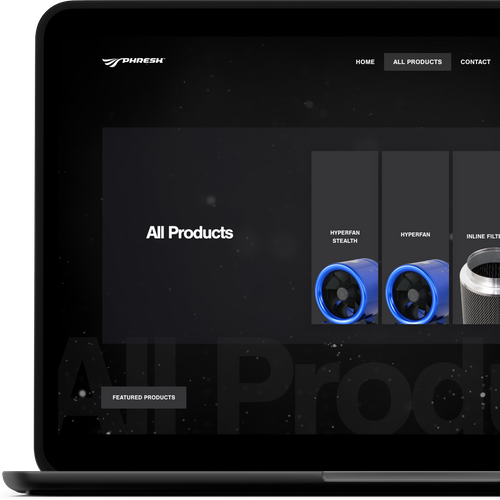 PHRESH
HOME
ALL PRODUCTS
CONTACT
All Products
HYPERFAN
STEALTH
HYPERFAN
INLINE FILTE
All Produ
FEATURED PRODUCTS